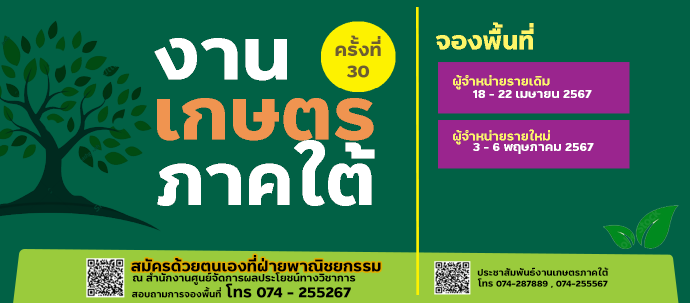 งาน
เกษตร
ภาคใต้
ครั้งที่
30
จองพื้นที่
ผู้จำหน่ายรายเดิม
18 - 22 เมษายน 2567
ผู้จำหน่ายรายใหม่
3 - 6 พฤษภาคม 2567
สมัครด้วยตนเองที่ฝ่ายพาณิชยกรรม
ณ สำนักงานศูนย์จัดการผลประโยชน์ทางวิชาการ
สอบถามการจองพื้นที่ โทร 074 - 255267
ประชาสัมพันธ์งานเกษตรภาคใต้
โทร 074-287889 , 074-255567